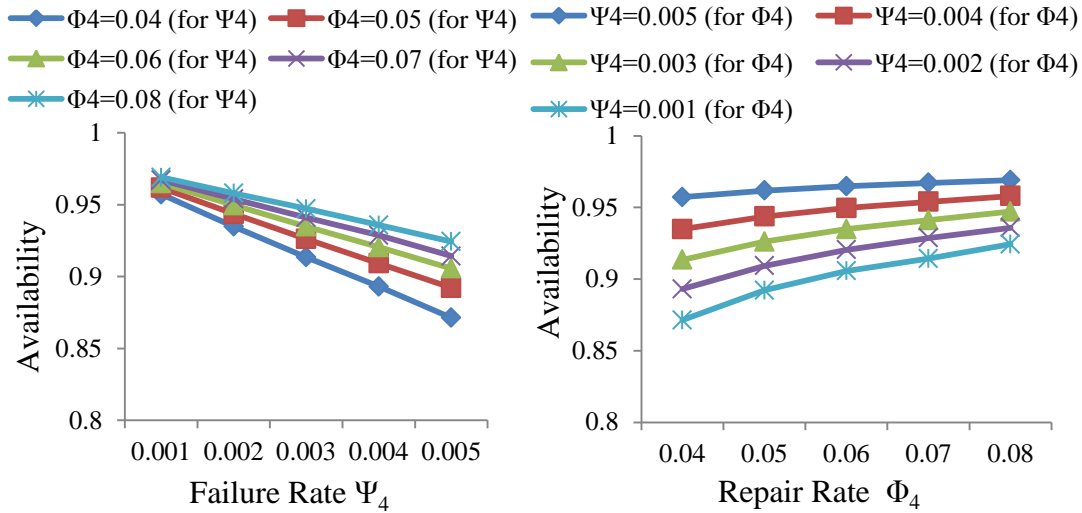 Φ4=0.04 (for Ψ4)
Φ4=0.05 (for Ψ4)
Φ4=0.06 (for Ψ4)
Φ4=0.07 (for Ψ4)
Φ4=0.08 (for Ψ4)
1
0.95
0.9
0.85
0.8
Availability
0.001 0.002 0.003 0.004 0.005
Failure Rate Ψ4
Ψ4=0.005 (for Φ4)
Ψ4=0.004 (for Φ4)
Ψ4=0.003 (for Φ4)
Ψ4=0.002 (for Φ4)
Ψ4=0.001 (for Φ4)
1
0.95
0.9
0.85
0.8
Availability
0.04 0.05 0.06 0.07 0.08
Repair Rate Φ4